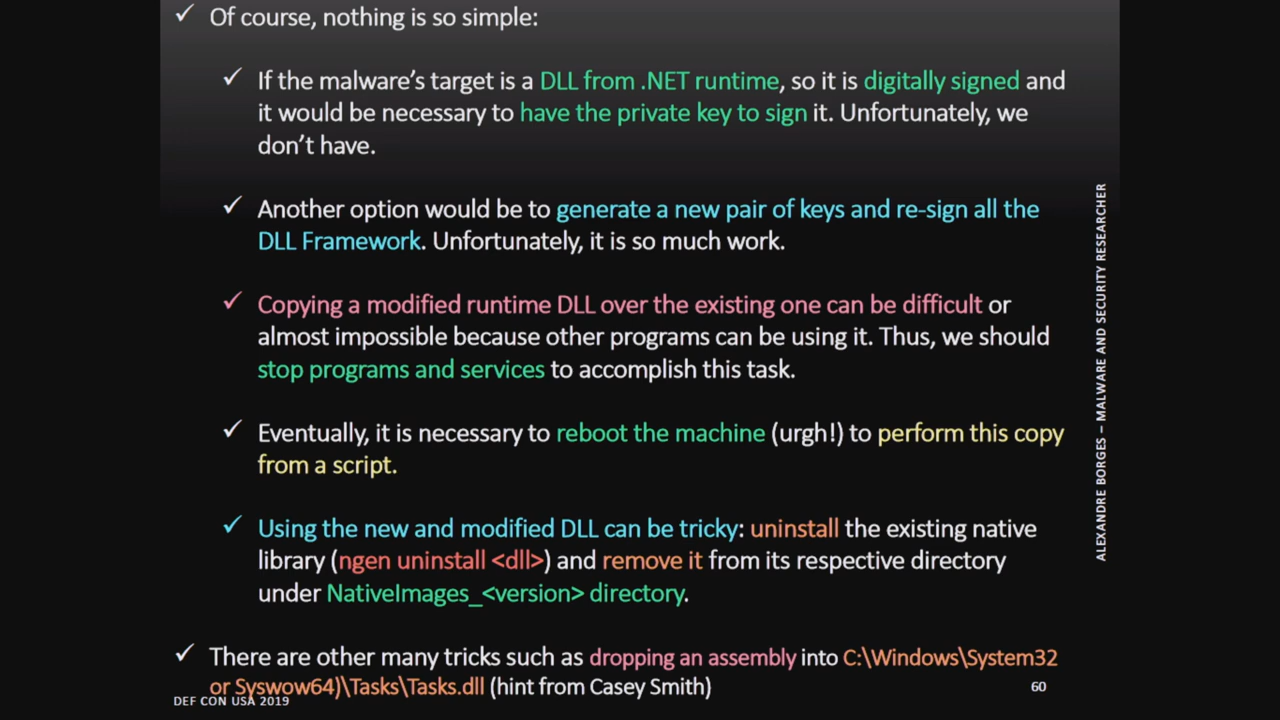 ✓ Of course, nothing is so simple:
✓ If the malware’s target is a DLL from .NET runtime, so it is digitally signed and
it would be necessary to have the private key to sign it. Unfortunately, we
don’t have.
✓ Another option would be to generate a new pair of keys and re-sign all the
DLL Framework. Unfortunately, it is so much work.
✓ Copying a modified runtime DLL over the existing one can be difficult or
almost impossible because other programs can be using it. Thus, we should
stop programs and services to accomplish this task.
✓ Eventually, it is necessary to reboot the machine (urgh!) to perform this copy
from a script.
✓ Using the new and modified DLL can be tricky: uninstall the existing native
library (ngen uninstall <dll>) and remove it from its respective directory
under NativeImages_<version> directory.
✓ There are other many tricks such as dropping an assembly into C:\Windows\System32
or Syswow64)\Tasks\Tasks.dll (hint from Casey Smith)
DEF CON USA 2019
60
ALEXANDRE BORGES – MALWARE AND SECURITY RESEARCHER